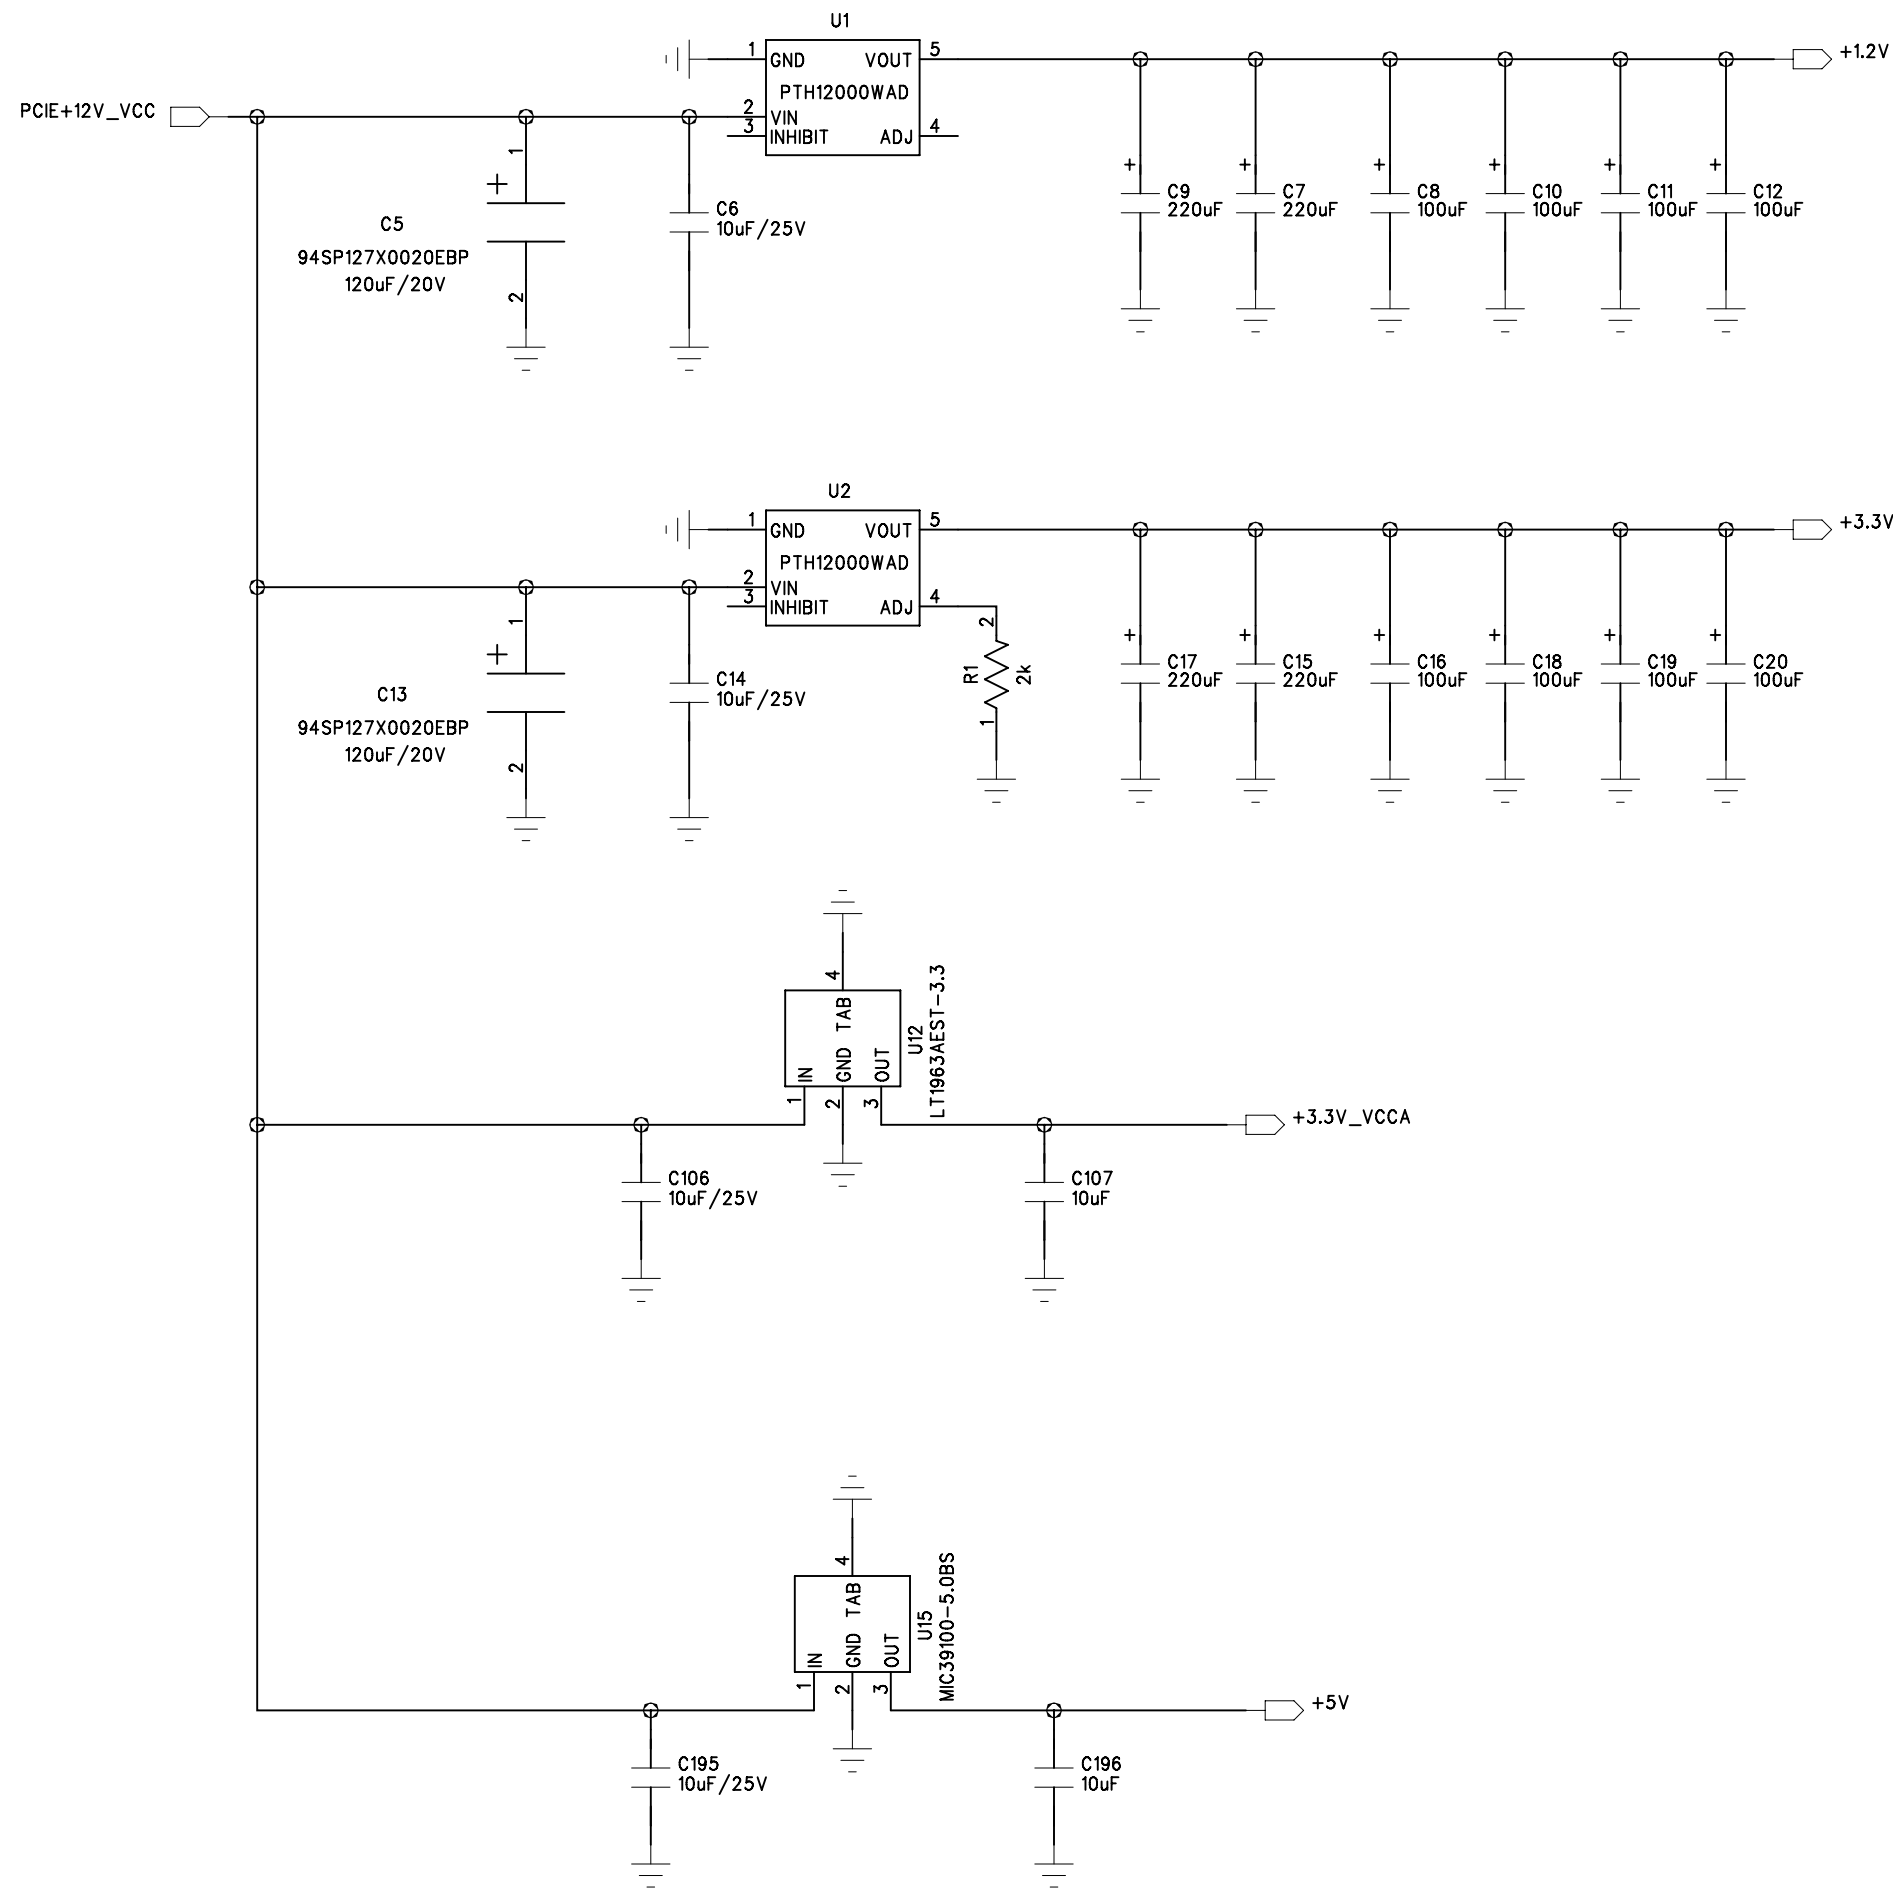 U1
1 GND VOUT 5
+1.2V
PTH12000WAD
PCIE+12V_VCC
2 VIN
3 INHIBIT ADJ 4
1
+
C5
94SP127X0020EBP
120uF/20V
2
C6
10uF/25V
+ + + + + +
C9 C7 C8 C10 C11 C12
220uF 220uF 100uF 100uF 100uF 100uF
U2
1 GND VOUT 5
+3.3V
PTH12000WAD
2 VIN
3 INHIBIT ADJ 4
1
+
C13
94SP127X0020EBP
120uF/20V
2
C14
10uF/25V
2
R1
2k
1
+ + + + + +
C17 C15 C16 C18 C19 C20
220uF 220uF 100uF 100uF 100uF 100uF
4
TAB
U12
LT1963AEST-3.3
IN GND OUT
1 2 3
+3.3V_VCCA
C106
10uF/25V
C107
10uF
4
TAB
U15
MIC39100-5.0BS
IN GND OUT
1 2 3
+5V
C195
10uF/25V
C196
10uF